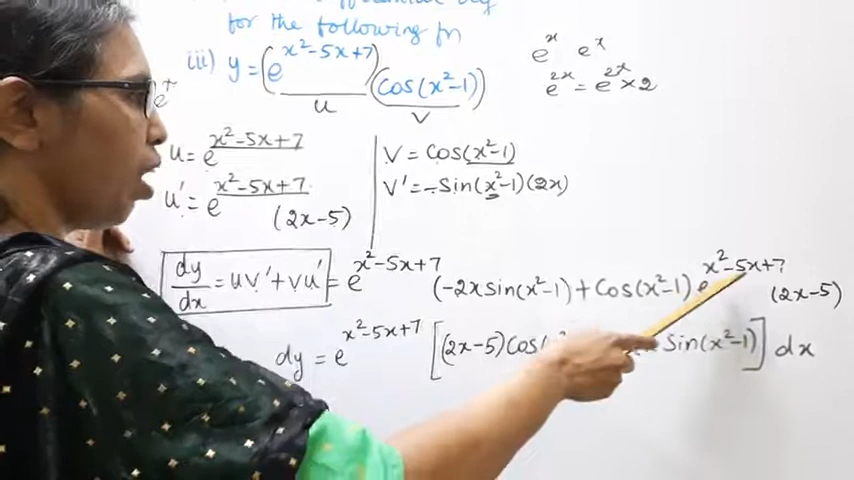 for the following fn
iii) y = (e^{x²-5x+7})(cos(x²-1))
u v
e^x e^x
e^{2x} = e^{2x} × 2
u = e^{x²-5x+7}
u' = e^{x²-5x+7} (2x-5)
v = cos(x²-1)
v' = -sin(x²-1)(2x)
dy/dx = uv' + vu' = e^{x²-5x+7} (-2x sin(x²-1) + cos(x²-1) e^{x²-5x+7} (2x-5)
dy = e^{x²-5x+7} [(2x-5)cos( sin(x²-1)] dx